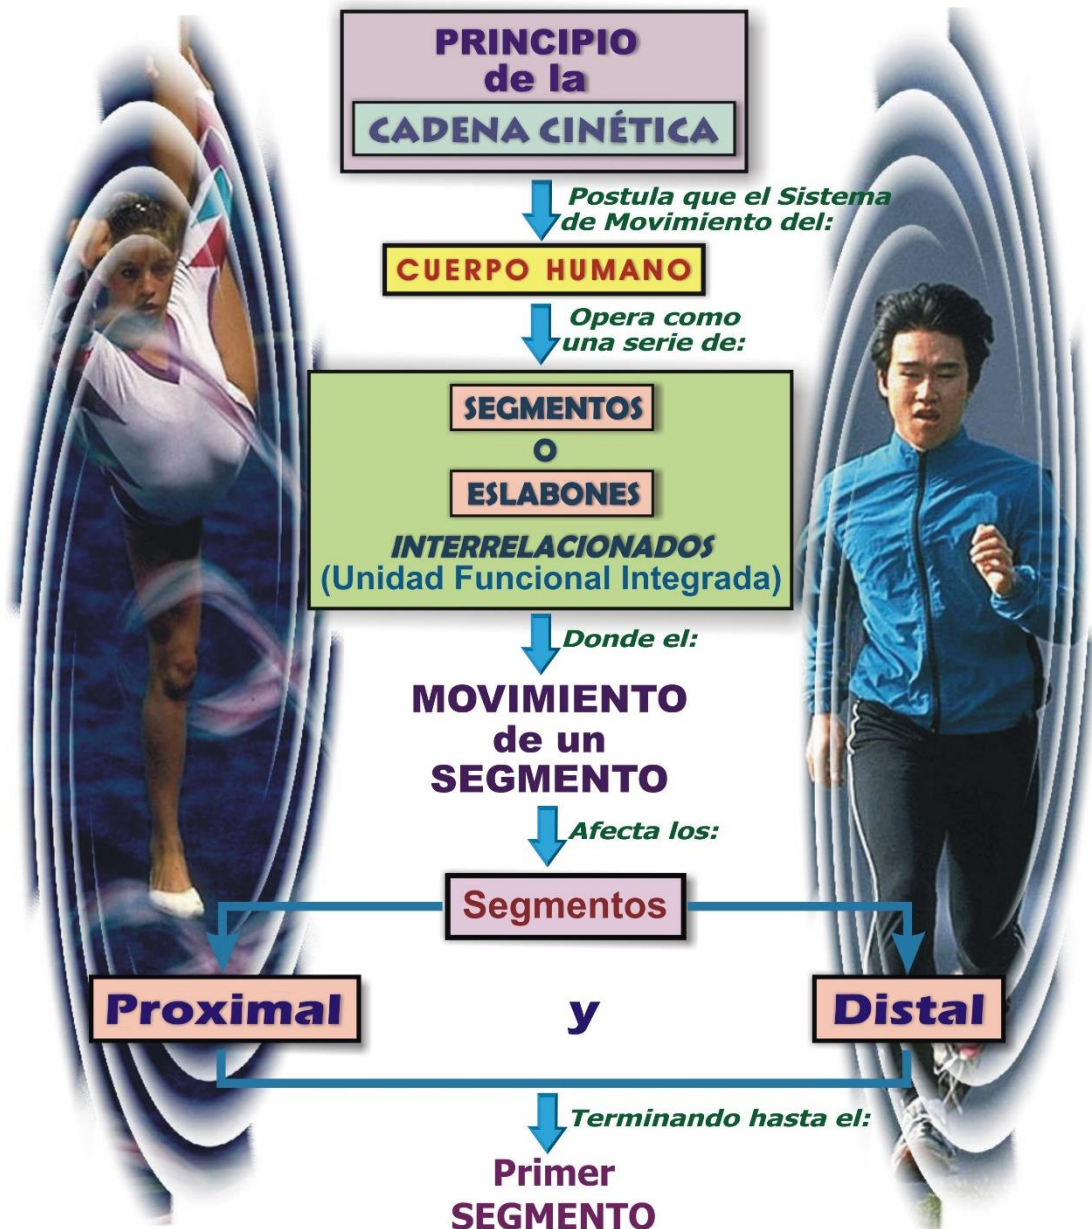 PRINCIPIO
de la
CADENA CINÉTICA
Postula que el Sistema
de Movimiento del:
CUERPO HUMANO
Opera como
una serie de:
SEGMENTOS
O
ESLABONES
INTERRELACIONADOS
(Unidad Funcional Integrada)
Donde el:
MOVIMIENTO
de un
SEGMENTO
Afecta los:
Segmentos
Proximal y Distal
Terminando hasta el:
Primer
SEGMENTO